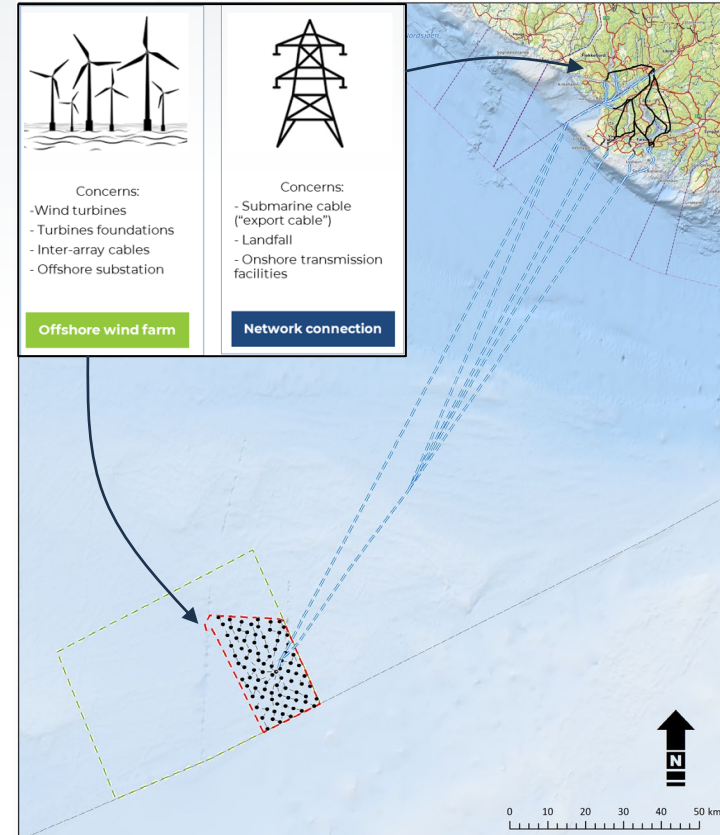 Concerns:
-Wind turbines
- Turbines foundations
- Inter-array cables
- Offshore substation
Offshore wind farm
Concerns:
- Submarine cable
("export cable")
- Landfall
- Onshore transmission
facilities
Network connection
N
0 10 20 30 40 50 km